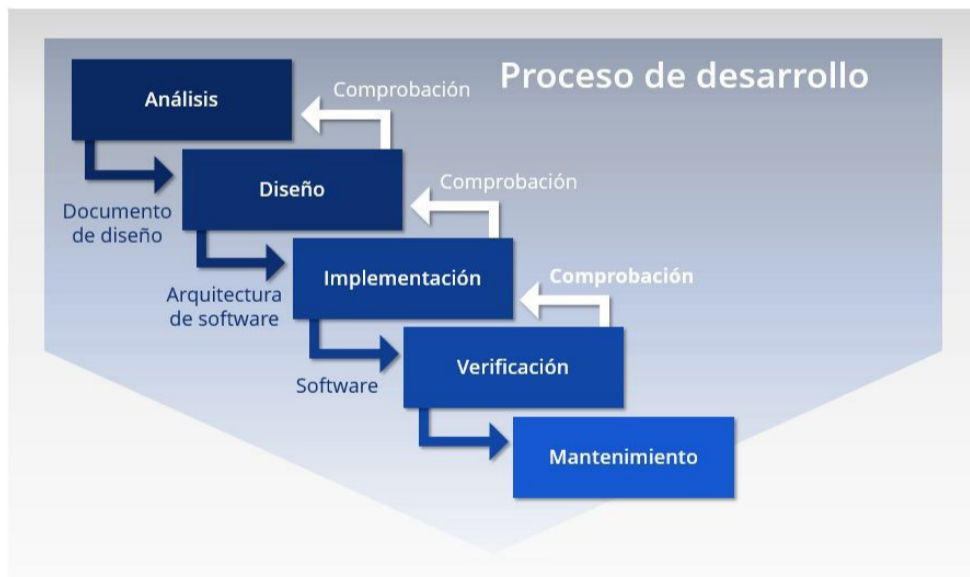 Proceso de desarrollo
Análisis
Comprobación
Documento
de diseño
Diseño
Comprobación
Arquitectura
de software
Implementación
Comprobación
Software
Verificación
Mantenimiento